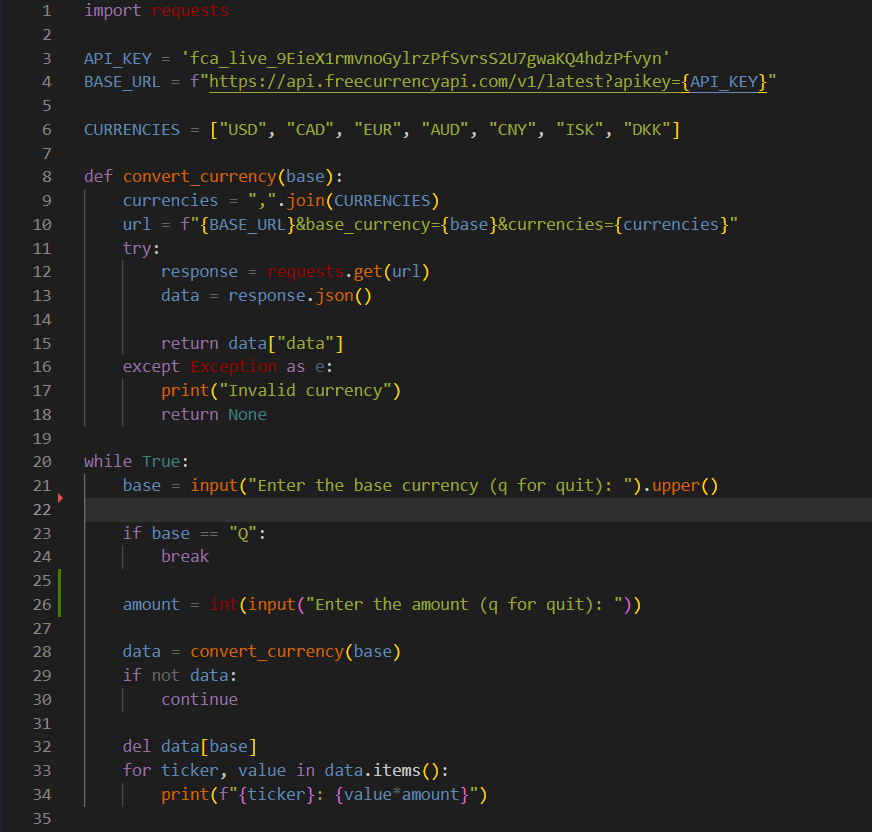 1 import requests
2
3 API_KEY = 'fca_live_9EieX1rmvnoGylrzPfSvrsS2U7gwaKQ4hdzPfvyn'
4 BASE_URL = f"https://api.freecurrencyapi.com/v1/latest?apikey={API_KEY}"
5
6 CURRENCIES = ["USD", "CAD", "EUR", "AUD", "CNY", "ISK", "DKK"]
7
8 def convert_currency(base):
9     currencies = ",".join(CURRENCIES)
10     url = f"{BASE_URL}&base_currency={base}&currencies={currencies}"
11     try:
12         response = requests.get(url)
13         data = response.json()
14
15         return data["data"]
16     except Exception as e:
17         print("Invalid currency")
18         return None
19
20 while True:
21     base = input("Enter the base currency (q for quit): ").upper()
22
23     if base == "Q":
24         break
25
26     amount = int(input("Enter the amount (q for quit): "))
27
28     data = convert_currency(base)
29     if not data:
30         continue
31
32     del data[base]
33     for ticker, value in data.items():
34         print(f"{ticker}: {value*amount}")
35